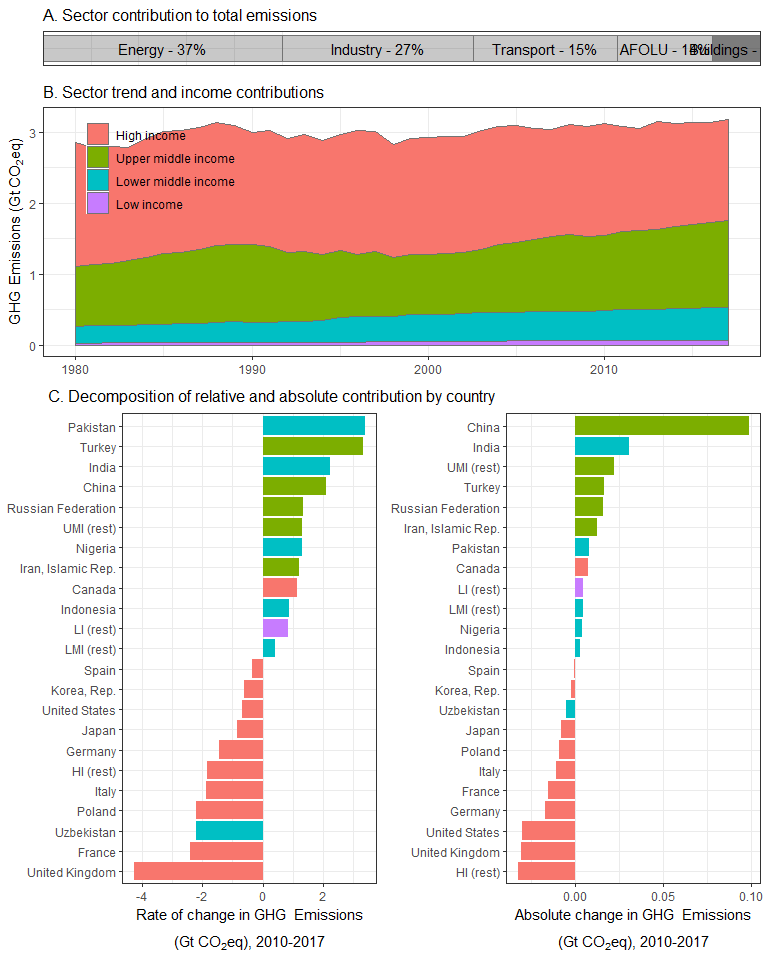 A. Sector contribution to total emissions
Energy - 37% Industry - 27% Transport - 15% AFOLU - Buildings -
B. Sector trend and income contributions
GHG Emissions (Gt CO₂eq)
3
2
1
0
High income
Upper middle income
Lower middle income
Low income
1980 1990 2000 2010
C. Decomposition of relative and absolute contribution by country
Pakistan
Turkey
India
China
Russian Federation
UMI (rest)
Nigeria
Iran, Islamic Rep.
Canada
Indonesia
LI (rest)
LMI (rest)
Spain
Korea, Rep.
United States
Japan
Germany
HI (rest)
Italy
Poland
Uzbekistan
France
United Kingdom
-4 -2 0 2
Rate of change in GHG Emissions
(Gt CO₂eq), 2010-2017
China
India
UMI (rest)
Turkey
Russian Federation
Iran, Islamic Rep.
Pakistan
Canada
LI (rest)
LMI (rest)
Nigeria
Indonesia
Spain
Korea, Rep.
Uzbekistan
Japan
Poland
Italy
France
Germany
United States
United Kingdom
HI (rest)
0.00 0.05 0.10
Absolute change in GHG Emissions
(Gt CO₂eq), 2010-2017